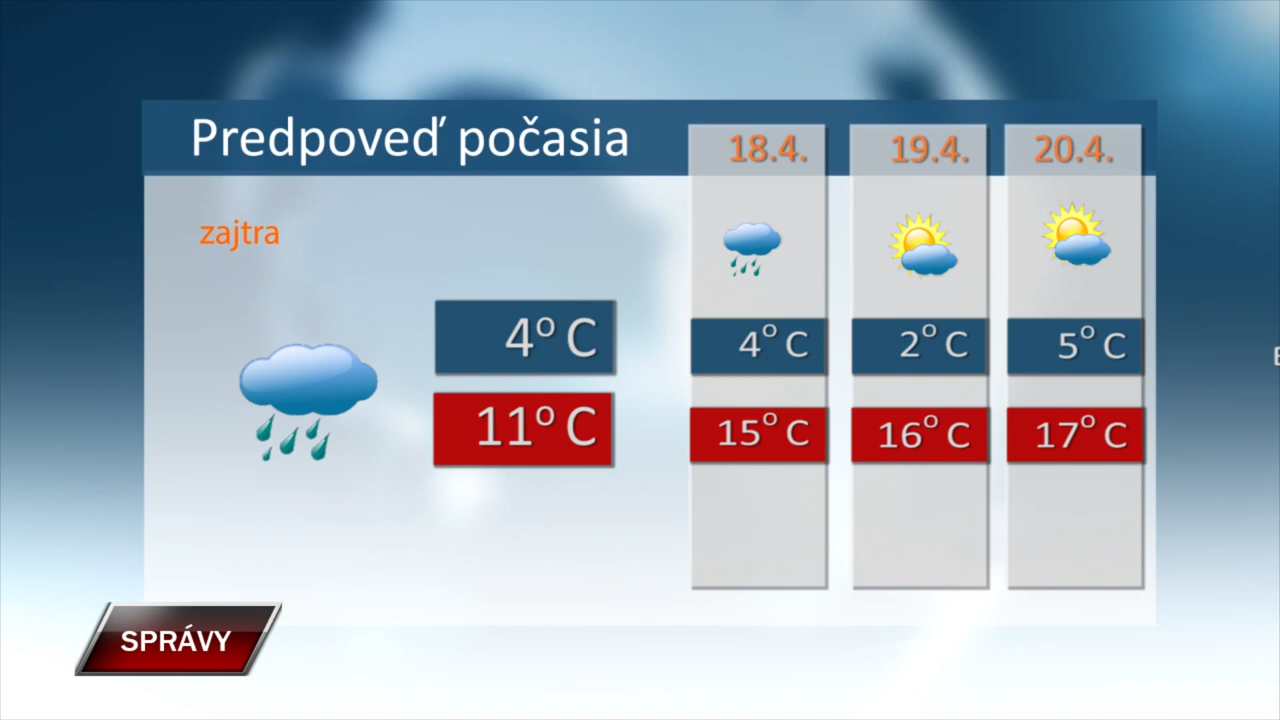 Predpoveď počasia
18.4.
19.4.
20.4.
zajtra
4° C
11° C
4° C
2° C
5° C
15° C
16° C
17° C
SPRÁVY